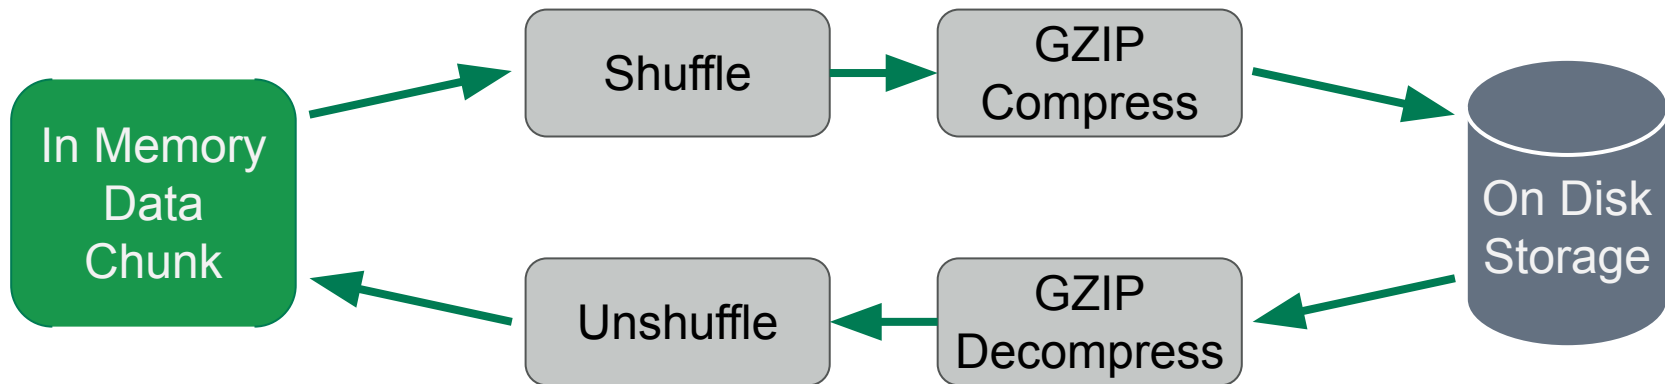 In Memory
Data
Chunk
Shuffle
GZIP
Compress
On Disk
Storage
GZIP
Decompress
Unshuffle